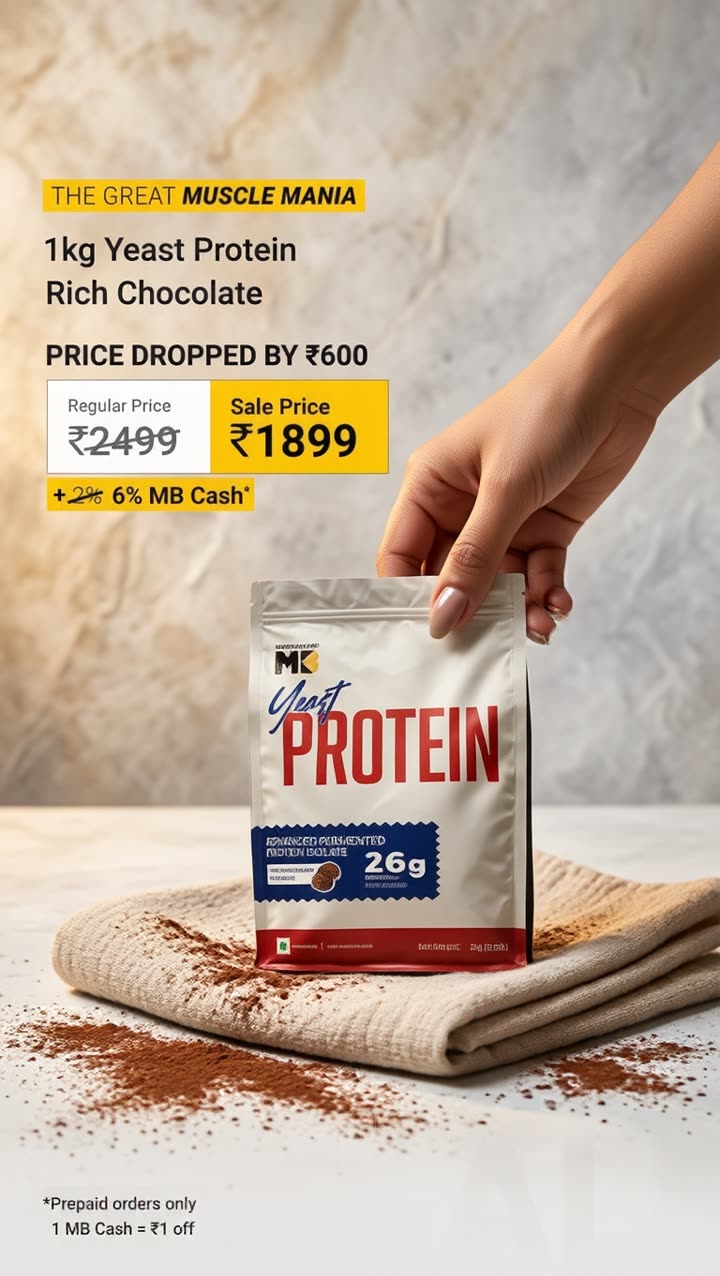 THE GREAT MUSCLE MANIA
1kg Yeast Protein
Rich Chocolate
PRICE DROPPED BY ₹600
Regular Price
₹2499
Sale Price
₹1899
+ 2% 6% MB Cash*
MB
Yeast
PROTEIN
26g
*Prepaid orders only
1 MB Cash = ₹1 off